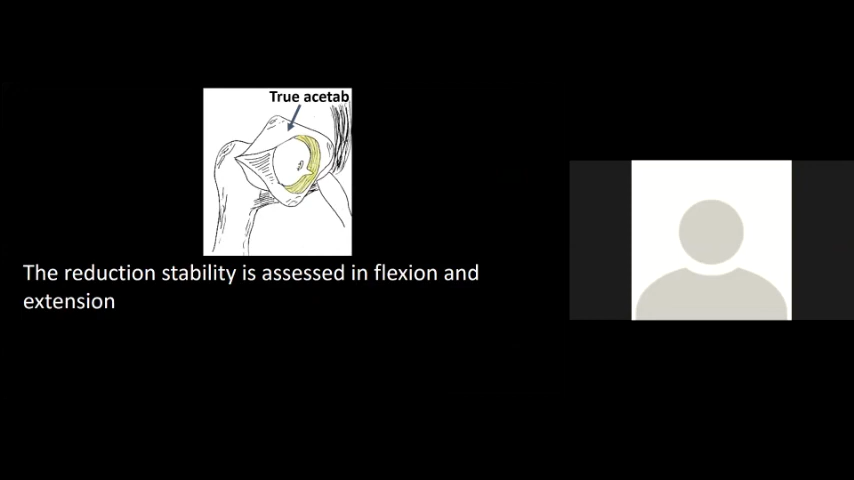 True acetab
The reduction stability is assessed in flexion and
extension